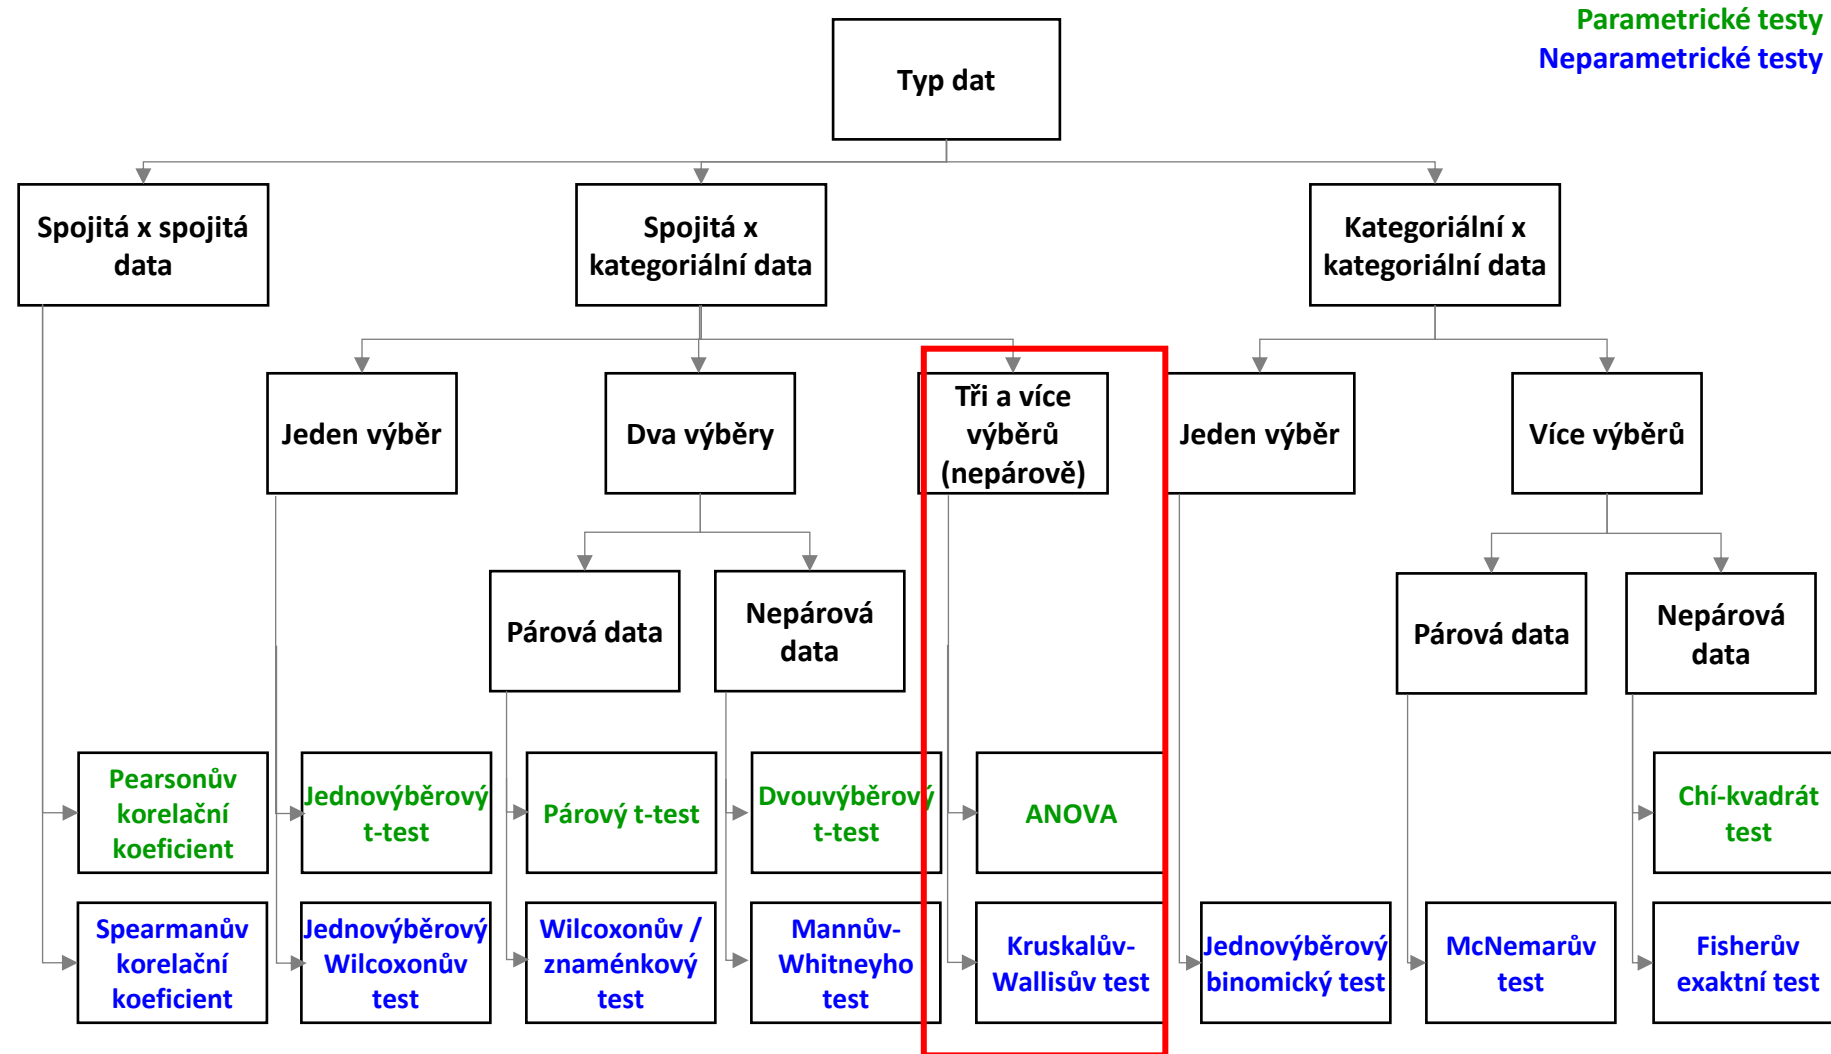 Parametrické testy
Neparametrické testy
Typ dat
Spojitá x spojitá
data
Spojitá x
kategoriální data
Kategoriální x
kategoriální data
Jeden výběr
Dva výběry
Tři a více
výběrů
(nepárově)
Jeden výběr
Více výběrů
Párová data
Nepárová
data
Párová data
Nepárová
data
Pearsonův
korelační
koeficient
Jednovýběrový
t-test
Párový t-test
Dvouvýběrový
t-test
ANOVA
Chí-kvadrát
test
Spearmanův
korelační
koeficient
Jednovýběrový
Wilcoxonův
test
Wilcoxonův /
znaménkový
test
Mannův-
Whitneyho
test
Kruskalův-
Wallisův test
Jednovýběrový
binomický test
McNemarův
test
Fisherův
exaktní test